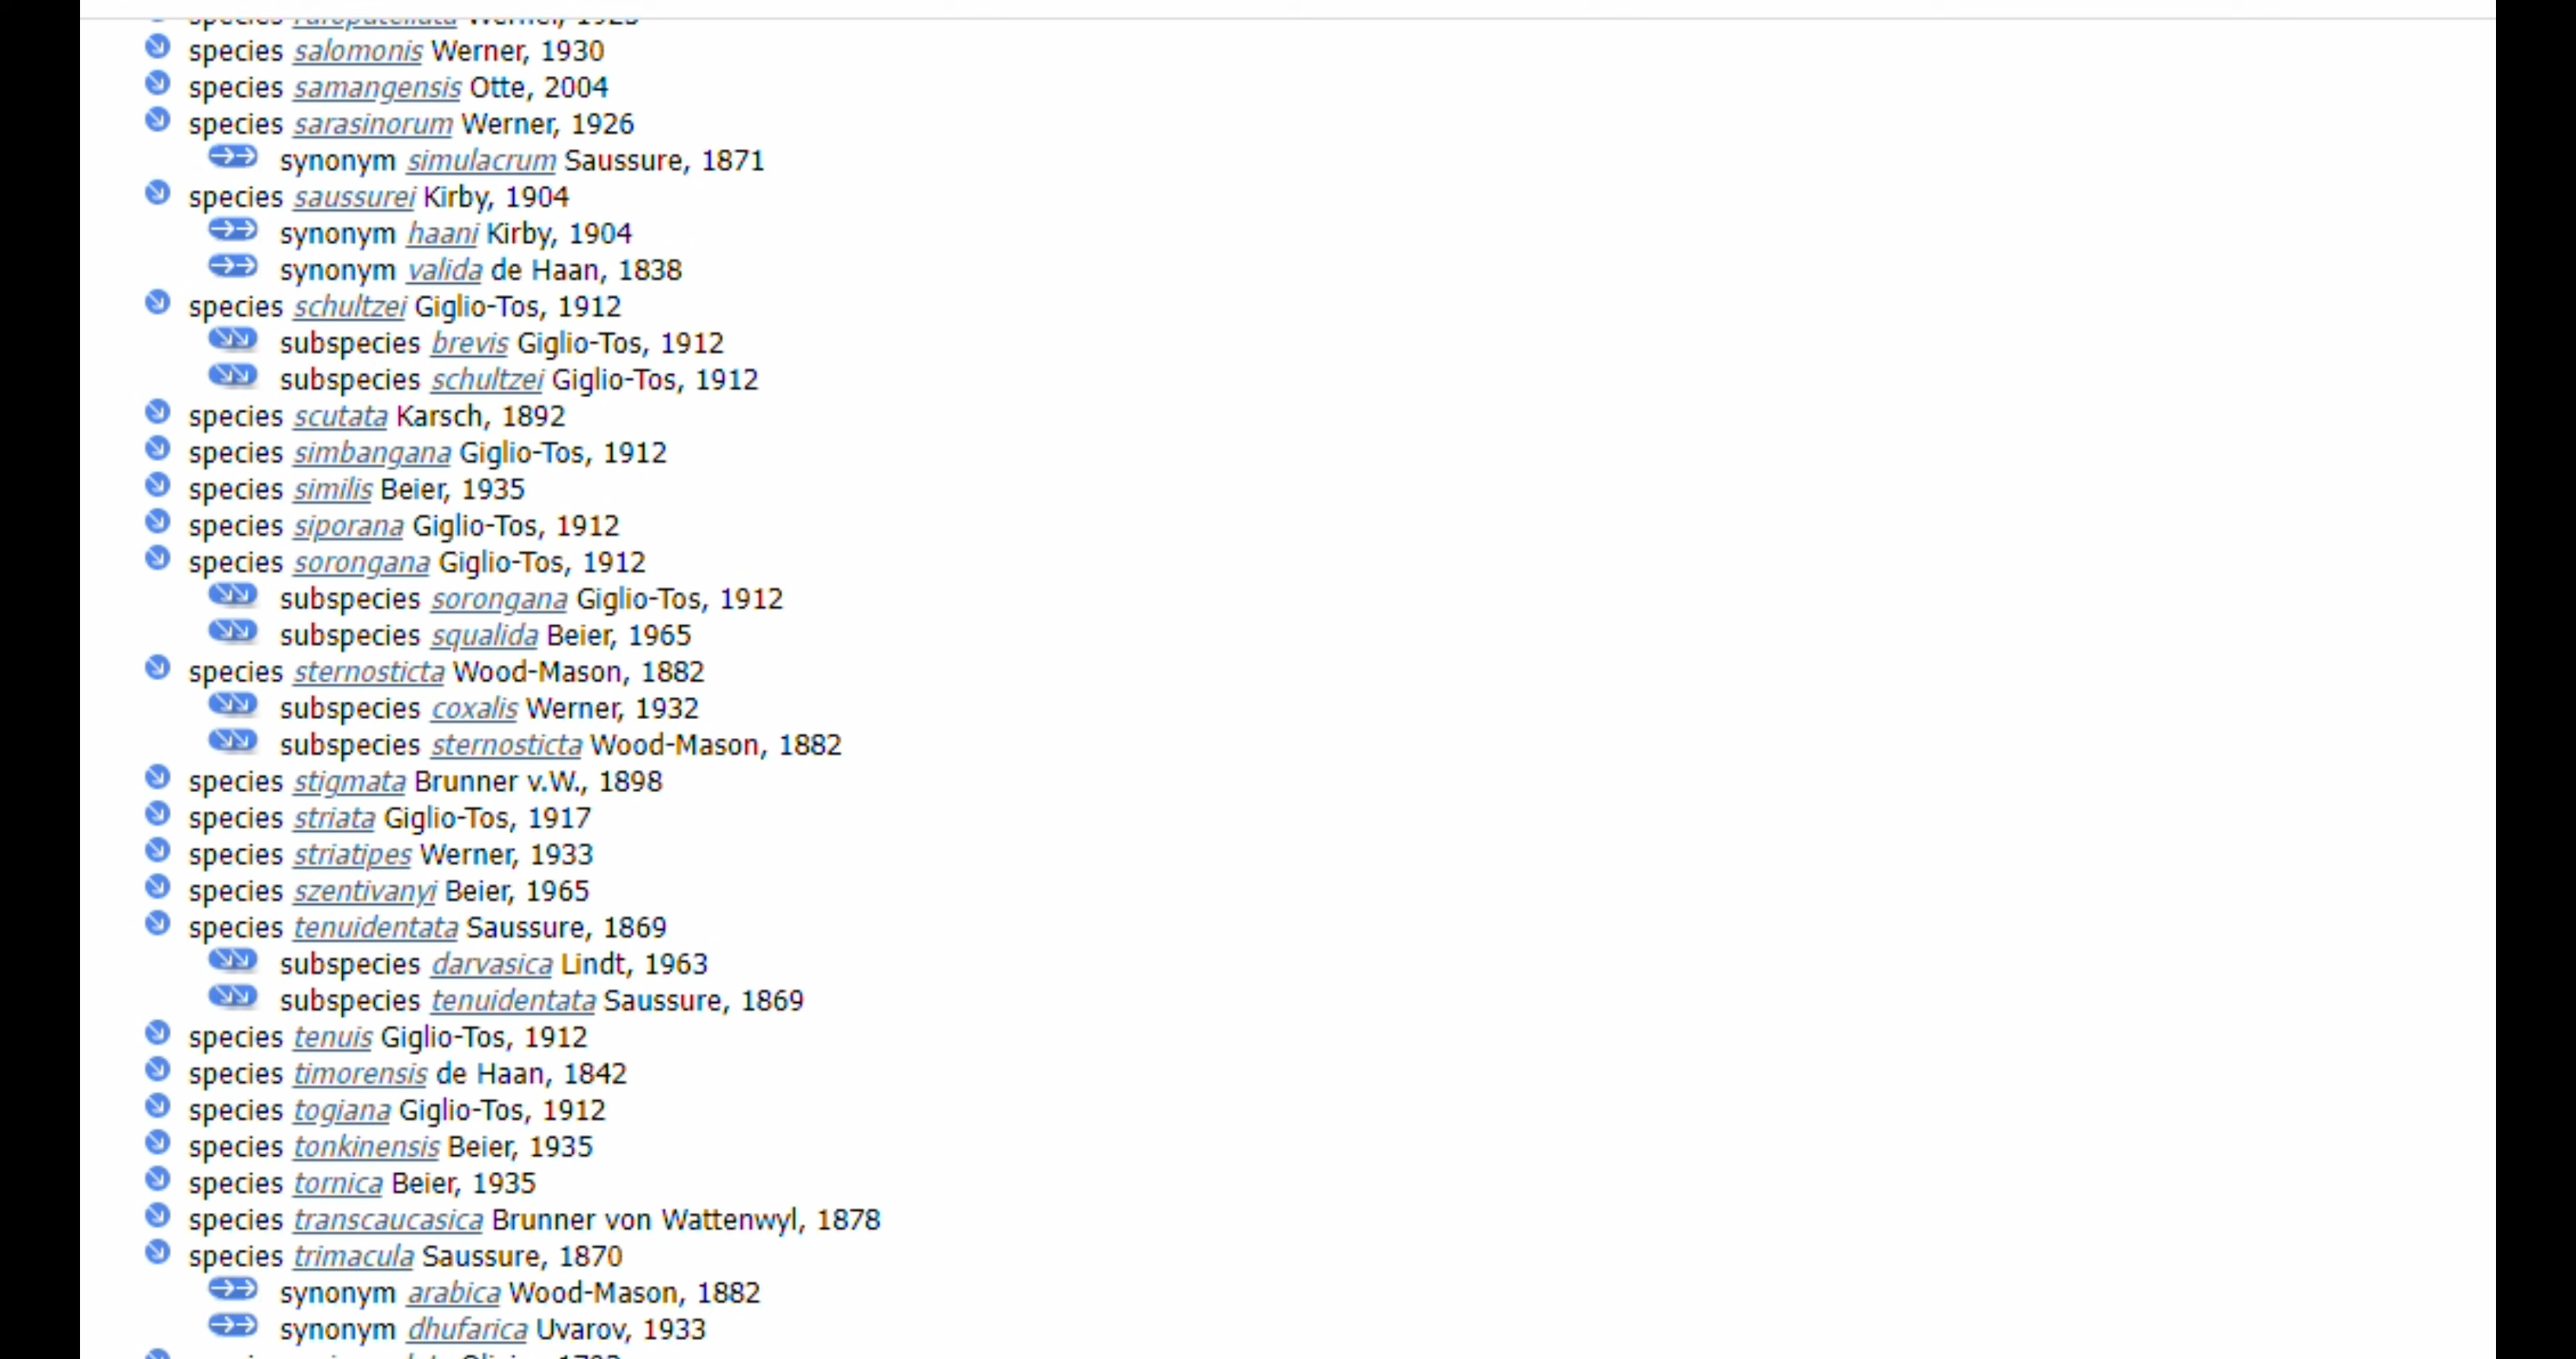 species rufopatellata Werner, 1923
species salomonis Werner, 1930
species samangensis Otte, 2004
species sarasinorum Werner, 1926
synonym simulacrum Saussure, 1871
species saussurei Kirby, 1904
synonym haani Kirby, 1904
synonym valida de Haan, 1838
species schultzei Giglio-Tos, 1912
subspecies brevis Giglio-Tos, 1912
subspecies schultzei Giglio-Tos, 1912
species scutata Karsch, 1892
species simbangana Giglio-Tos, 1912
species similis Beier, 1935
species siporana Giglio-Tos, 1912
species sorongana Giglio-Tos, 1912
subspecies sorongana Giglio-Tos, 1912
subspecies squalida Beier, 1965
species sternosticta Wood-Mason, 1882
subspecies coxalis Werner, 1932
subspecies sternosticta Wood-Mason, 1882
species stigmata Brunner v.W., 1898
species striata Giglio-Tos, 1917
species striatipes Werner, 1933
species szentivanyi Beier, 1965
species tenuidentata Saussure, 1869
subspecies darvasica Lindt, 1963
subspecies tenuidentata Saussure, 1869
species tenuis Giglio-Tos, 1912
species timorensis de Haan, 1842
species togiana Giglio-Tos, 1912
species tonkinensis Beier, 1935
species tornica Beier, 1935
species transcaucasica Brunner von Wattenwyl, 1878
species trimacula Saussure, 1870
synonym arabica Wood-Mason, 1882
synonym dhufarica Uvarov, 1933